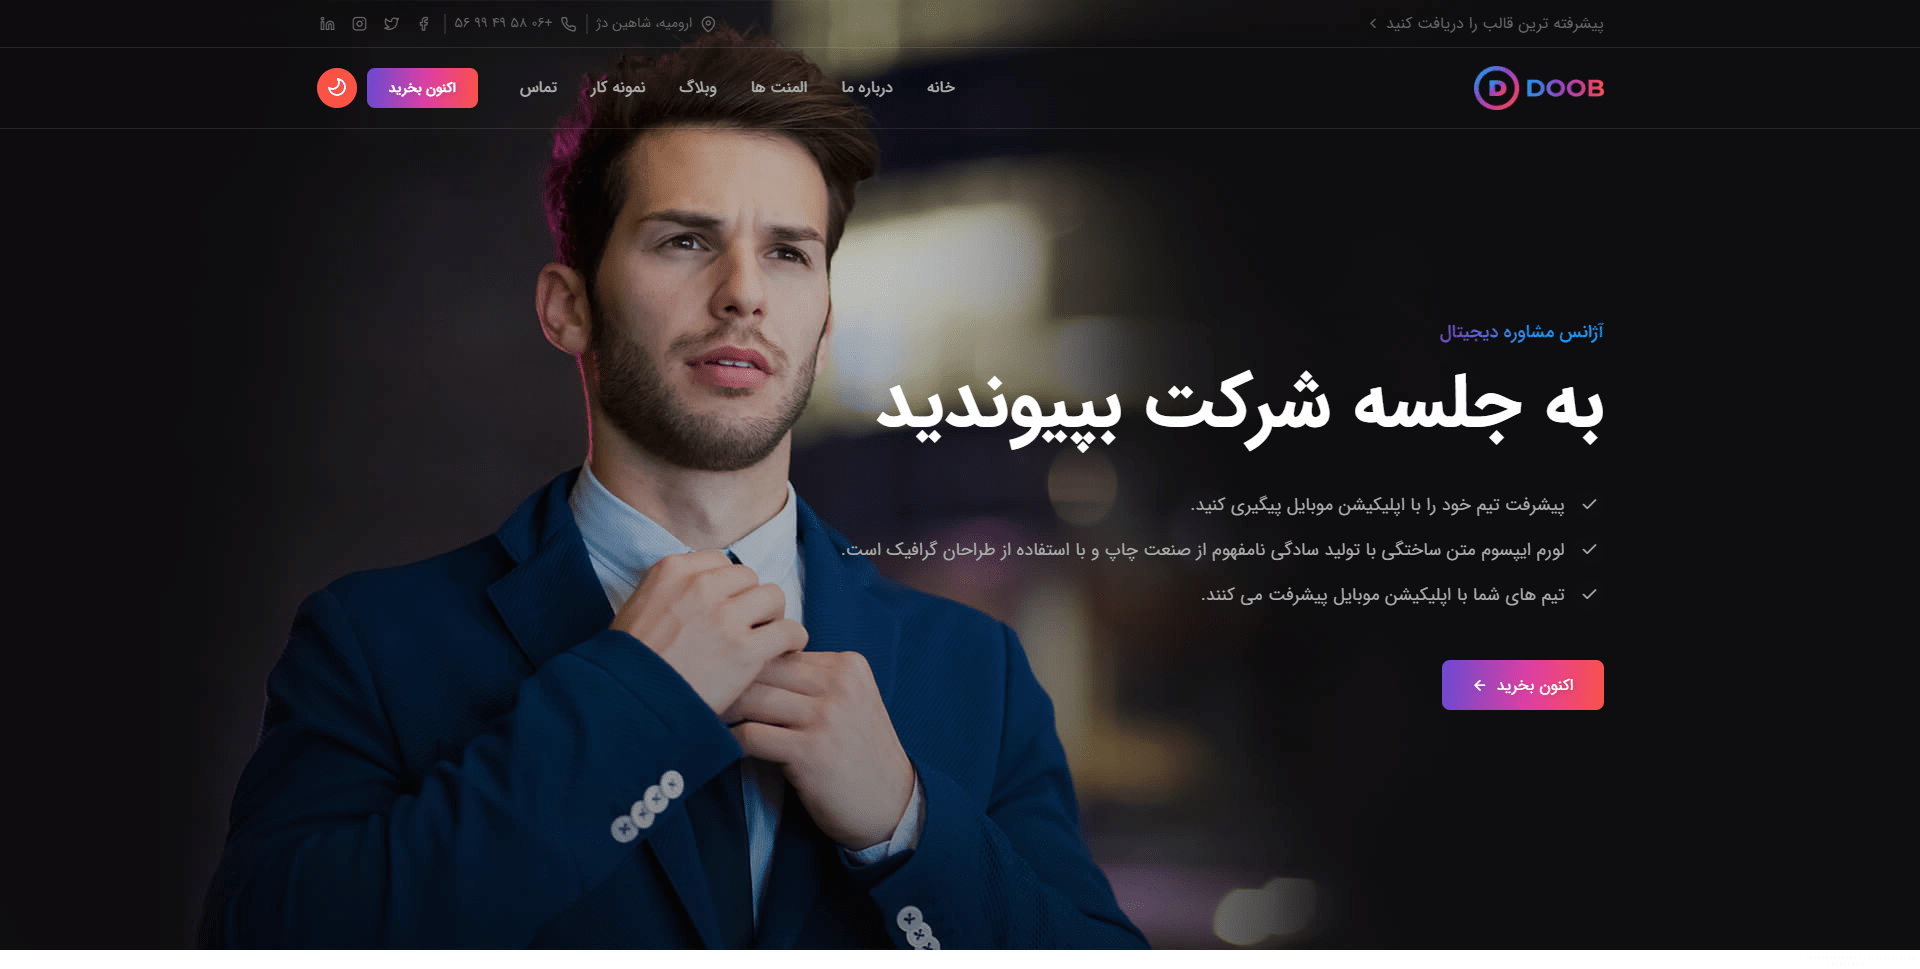 پیشرفته ترین قالب را دریافت کنید
ارومیه، شاهین دژ
+۰۶ ۵۸ ۴۹ ۹۹ ۵۶
D DOOB
خانه
درباره ما
المنت ها
وبلاگ
نمونه کار
تماس
اکنون بخرید
آژانس مشاوره دیجیتال
به جلسه شرکت بپیوندید
پیشرفت تیم خود را با اپلیکیشن موبایل پیگیری کنید.
لورم ایپسوم متن ساختگی با تولید سادگی نامفهوم از صنعت چاپ و با استفاده از طراحان گرافیک است.
تیم های شما با اپلیکیشن موبایل پیشرفت می کنند.
اکنون بخرید